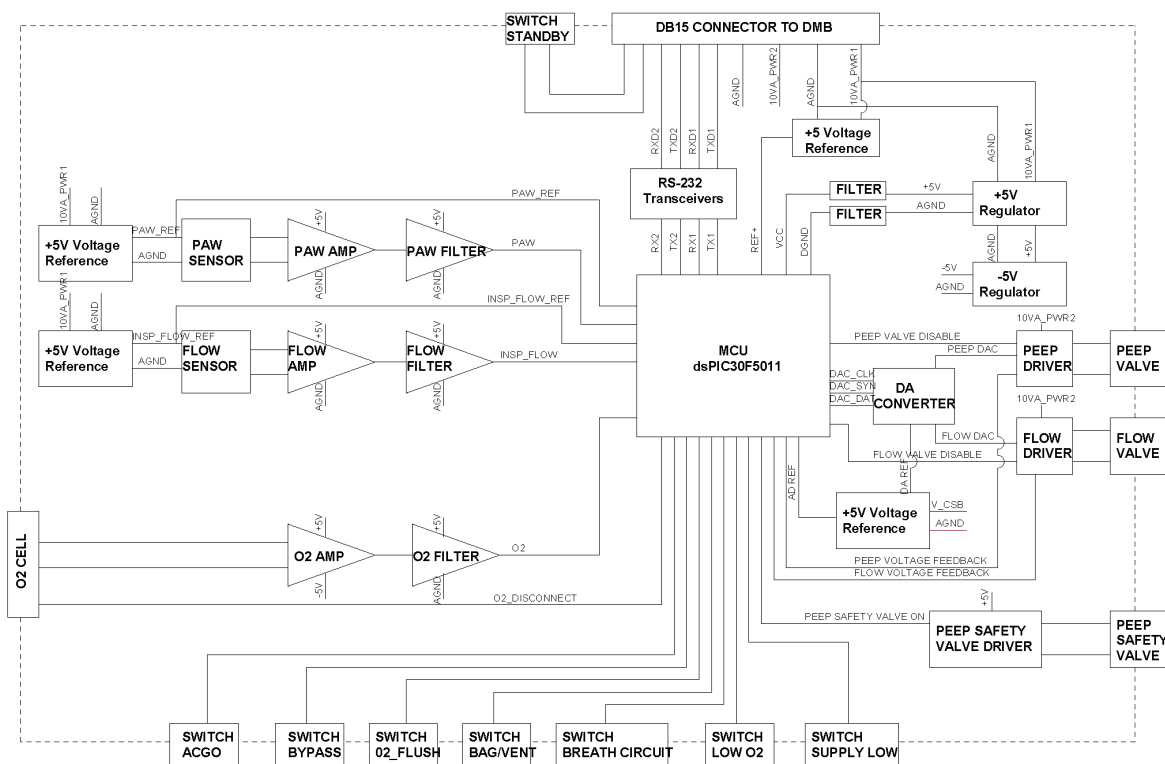 SWITCH
STANDBY
DB15 CONNECTOR TO DMB
RXD2
TXD2
RXD1
TXD1
AGND
10VA_PWR2
AGND
10VA_PWR1
+5 Voltage
Reference
AGND
10VA_PWR1
RS-232
Transceivers
FILTER
+5V
FILTER
AGND
+5V
Regulator
AGND
+5V
-5V
AGND
-5V
Regulator
10VA_PWR1
AGND
+5V Voltage
Reference
PAW_REF
AGND
PAW
SENSOR
+5V
PAW AMP
AGND
+5V
PAW FILTER
AGND
PAW_REF
PAW
RX2
TX2
RX1
TX1
REF+
VCC
DGND
10VA_PWR1
AGND
+5V Voltage
Reference
INSP_FLOW_REF
AGND
FLOW
SENSOR
+5V
FLOW
AMP
AGND
+5V
FLOW
FILTER
AGND
INSP_FLOW_REF
INSP_FLOW
MCU
dsPIC30F5011
PEEP VALVE DISABLE
PEEP DAC
DAC_CLK
DAC_SYN
DAC_DAT
DA
CONVERTER
10VA_PWR2
PEEP
DRIVER
PEEP
VALVE
FLOW DAC
FLOW VALVE DISABLE
10VA_PWR2
FLOW
DRIVER
FLOW
VALVE
AD REF
DA REF
+5V Voltage
Reference
V_CSB
AGND
PEEP VOLTAGE FEEDBACK
FLOW VOLTAGE FEEDBACK
O2 CELL
+5V
O2 AMP
-5V
+5V
O2 FILTER
AGND
O2
O2_DISCONNECT
PEEP SAFETY VALVE ON
+5V
PEEP SAFETY
VALVE DRIVER
PEEP
SAFETY
VALVE
SWITCH
ACGO
SWITCH
BYPASS
SWITCH
02_FLUSH
SWITCH
BAG/VENT
SWITCH
BREATH CIRCUIT
SWITCH
LOW O2
SWITCH
SUPPLY LOW